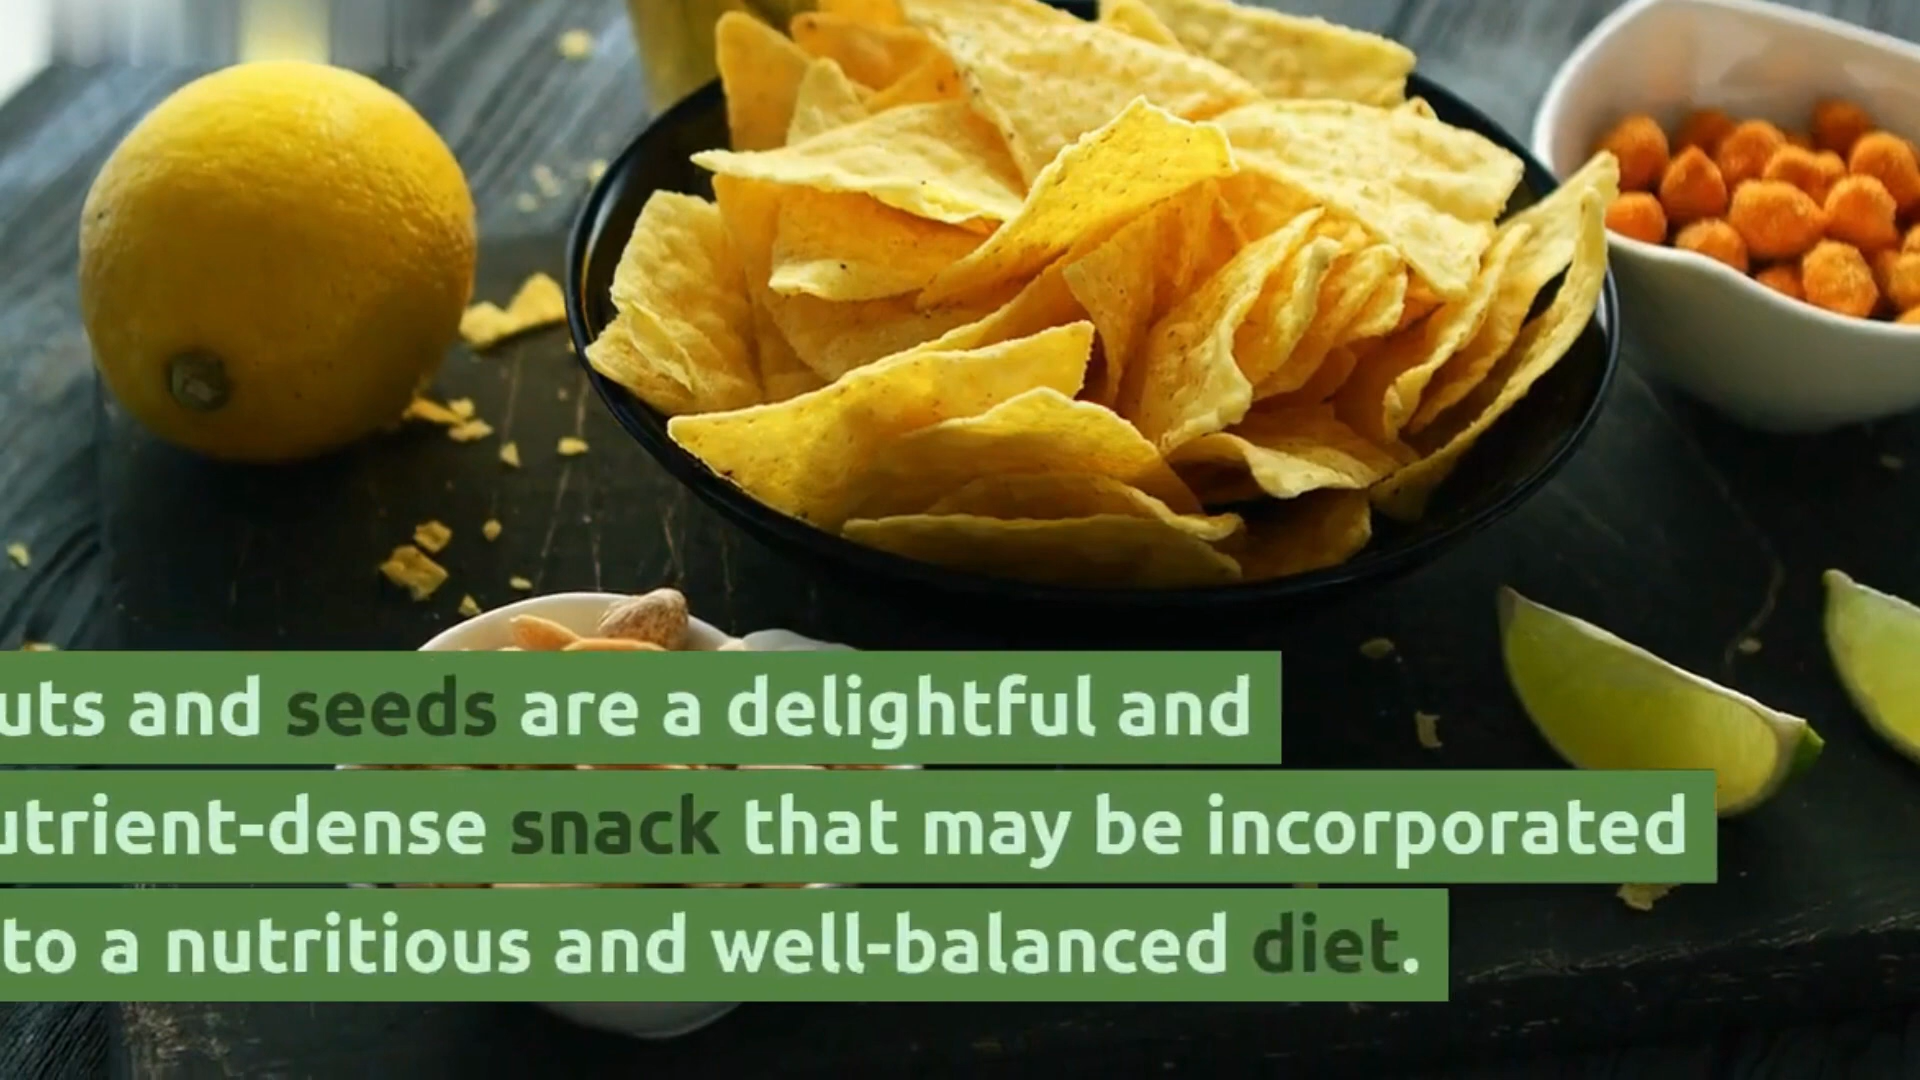 uts and seeds are a delightful and
utrient-dense snack that may be incorporated
to a nutritious and well-balanced diet.